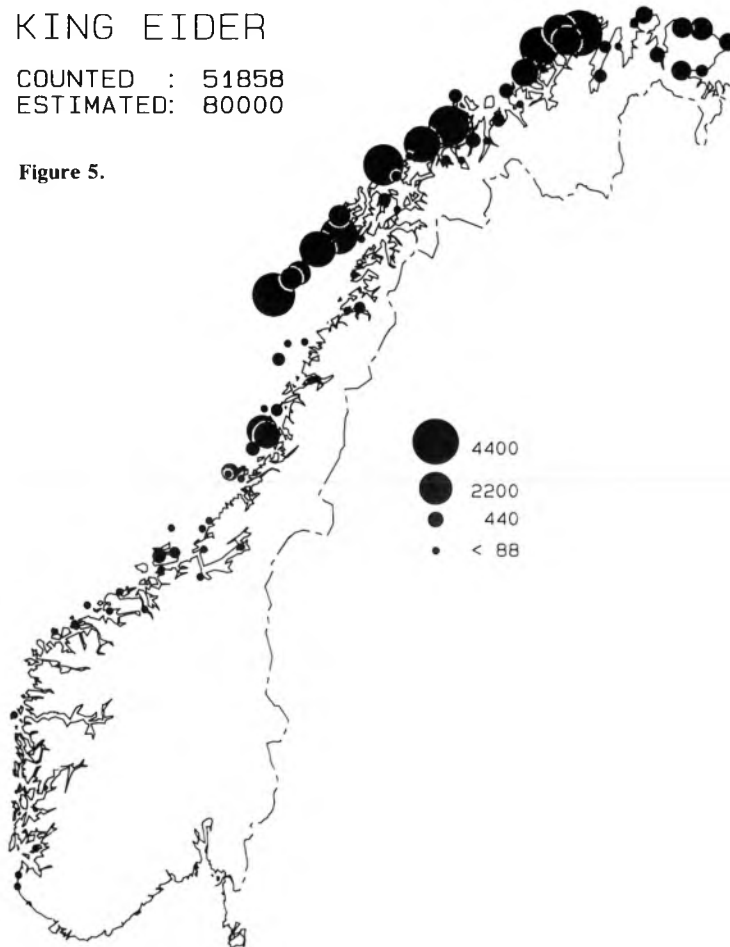 KING EIDER
COUNTED : 51858
ESTIMATED: 80000
Figure 5.
4400
2200
440
< 88